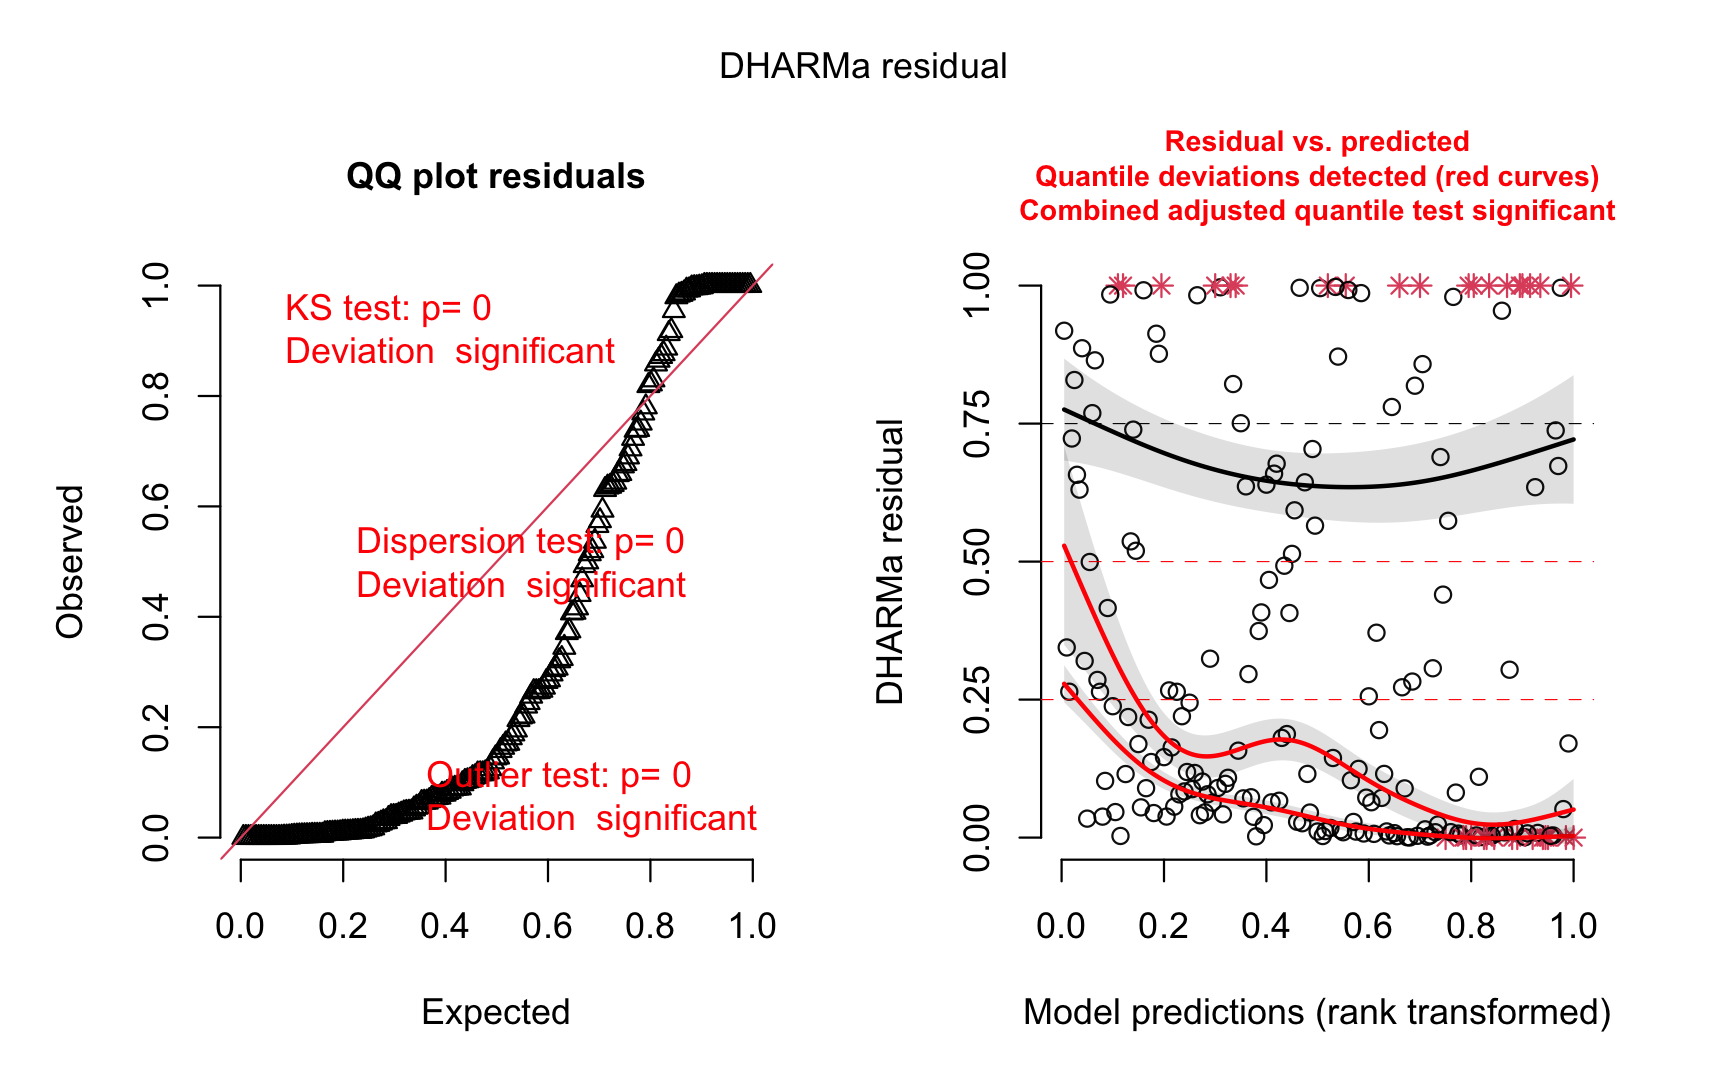 DHARMa residual
QQ plot residuals
KS test: p= 0
Deviation  significant
Dispersion test: p= 0
Deviation  significant
Outlier test: p= 0
Deviation  significant
Observed
0.0
0.2
0.4
0.6
0.8
1.0
0.0 0.2 0.4 0.6 0.8 1.0
Expected
Residual vs. predicted
Quantile deviations detected (red curves)
Combined adjusted quantile test significant
DHARMa residual
0.00
0.25
0.50
0.75
1.00
0.0 0.2 0.4 0.6 0.8 1.0
Model predictions (rank transformed)